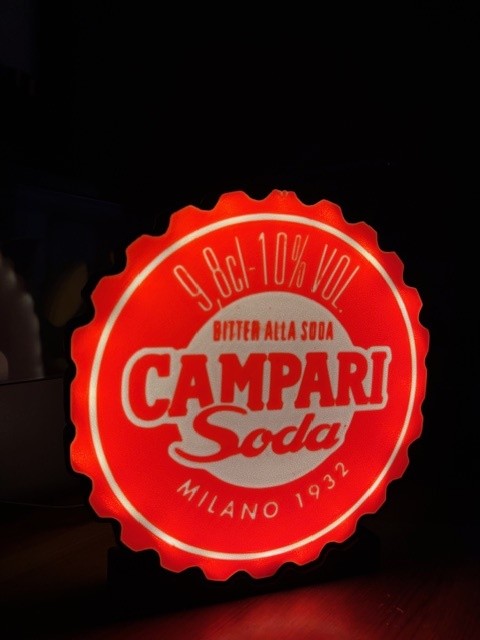 9,8cl-10% VOL.
BITTER ALLA SODA
CAMPARI
Soda
MILANO 1932